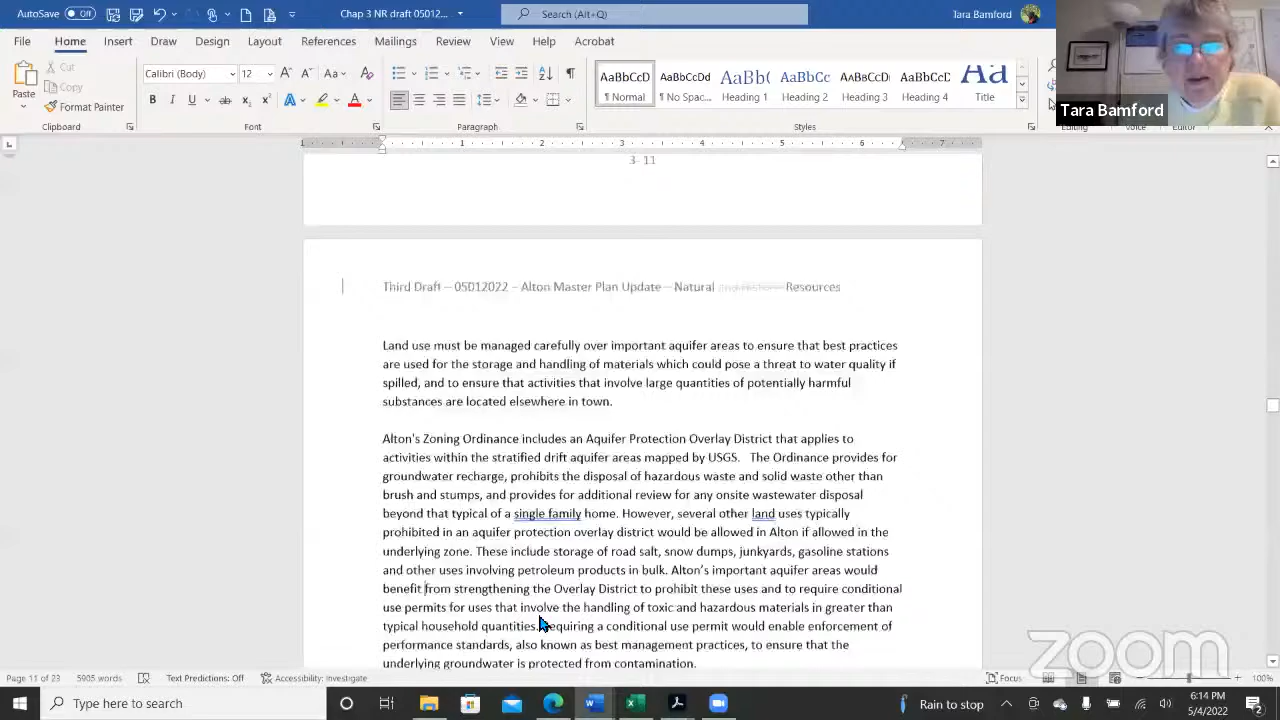 AutoSave Off
Chap 3 NR draft 0501...
Search (Alt+Q)
Tara Bamford
File Home Insert Draw Design Layout References Mailings Review View Help Acrobat
Cut
Copy
Format Painter
Paste
Calibri (Body) 12
AaBbCcD AaBbCcDd AaBbC AaBbCc AaBbCcD AaBbCcD Aa
¶ Normal ¶ No Spac... Heading 1 Heading 2 Heading 3 Heading 4 Title
Clipboard Font Paragraph Styles Editing Voice Editor
Tara Bamford
3- 11
Third Draft – 05012022 – Alton Master Plan Update – Natural Resources
Land use must be managed carefully over important aquifer areas to ensure that best practices
are used for the storage and handling of materials which could pose a threat to water quality if
spilled, and to ensure that activities that involve large quantities of potentially harmful
substances are located elsewhere in town.
Alton's Zoning Ordinance includes an Aquifer Protection Overlay District that applies to
activities within the stratified drift aquifer areas mapped by USGS. The Ordinance provides for
groundwater recharge, prohibits the disposal of hazardous waste and solid waste other than
brush and stumps, and provides for additional review for any onsite wastewater disposal
beyond that typical of a single family home. However, several other land uses typically
prohibited in an aquifer protection overlay district would be allowed in Alton if allowed in the
underlying zone. These include storage of road salt, snow dumps, junkyards, gasoline stations
and other uses involving petroleum products in bulk. Alton's important aquifer areas would
benefit from strengthening the Overlay District to prohibit these uses and to require conditional
use permits for uses that involve the handling of toxic and hazardous materials in greater than
typical household quantities. Requiring a conditional use permit would enable enforcement of
performance standards, also known as best management practices, to ensure that the
underlying groundwater is protected from contamination.
zoom
Page 11 of 23 5905 words Text Predictions: Off Accessibility: Investigate Focus 100%
Type here to search
Rain to stop
6:14 PM
5/4/2022